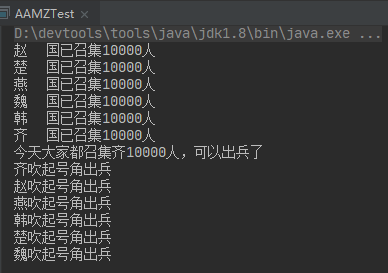 AAMZTest ×
D:\devtools\tools\java\jdk1.8\bin\java.exe ...
赵  国已召集10000人
楚  国已召集10000人
燕  国已召集10000人
魏  国已召集10000人
韩  国已召集10000人
齐  国已召集10000人
今天大家都召集齐10000人，可以出兵了
齐吹起号角出兵
赵吹起号角出兵
燕吹起号角出兵
韩吹起号角出兵
楚吹起号角出兵
魏吹起号角出兵